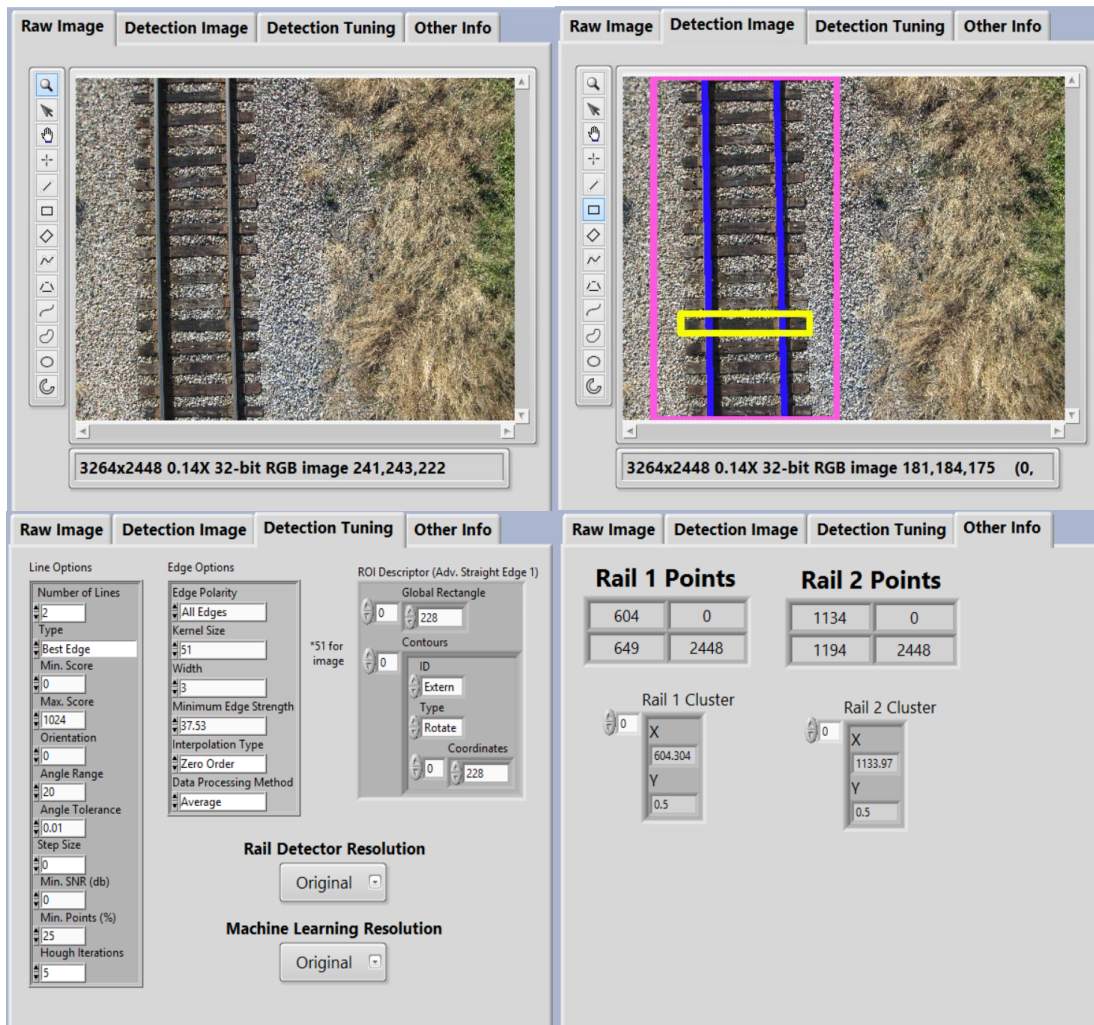 Raw Image Detection Image Detection Tuning Other Info
3264x2448 0.14X 32-bit RGB image 241,243,222
Raw Image Detection Image Detection Tuning Other Info
3264x2448 0.14X 32-bit RGB image 181,184,175 (0,
Raw Image Detection Image Detection Tuning Other Info
Line Options
Number of Lines
2
Type
Best Edge
Min. Score
0
Max. Score
1024
Orientation
0
Angle Range
20
Angle Tolerance
0.01
Step Size
0
Min. SNR (db)
0
Min. Points (%)
25
Hough Iterations
5
Edge Options
Edge Polarity
All Edges
Kernel Size
51
Width
3
Minimum Edge Strength
37.53
Interpolation Type
Zero Order
Data Processing Method
Average
*51 for
image
ROI Descriptor (Adv. Straight Edge 1)
Global Rectangle
0 228
Contours
0
ID
Extern
Type
Rotate
Coordinates
0 228
Rail Detector Resolution
Original
Machine Learning Resolution
Original
Raw Image Detection Image Detection Tuning Other Info
Rail 1 Points
604 0
649 2448
Rail 2 Points
1134 0
1194 2448
Rail 1 Cluster
0
X
604.304
Y
0.5
Rail 2 Cluster
0
X
1133.97
Y
0.5